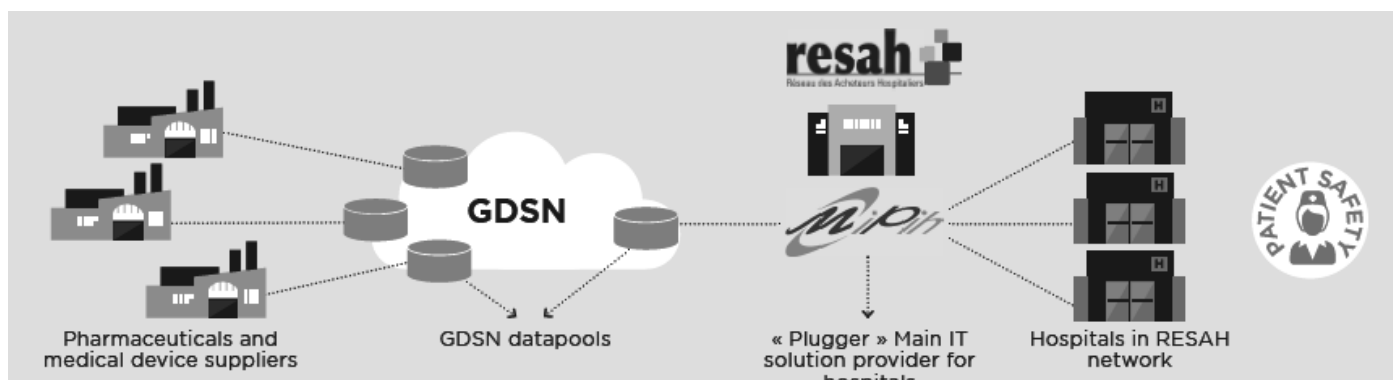 resah
Réseau des Acheteurs Hospitaliers
GDSN
MiPih
PATIENT SAFETY
Pharmaceuticals and
medical device suppliers
GDSN datapools
« Plugger » Main IT
solution provider for
hospitals
Hospitals in RESAH
network
H
H
H